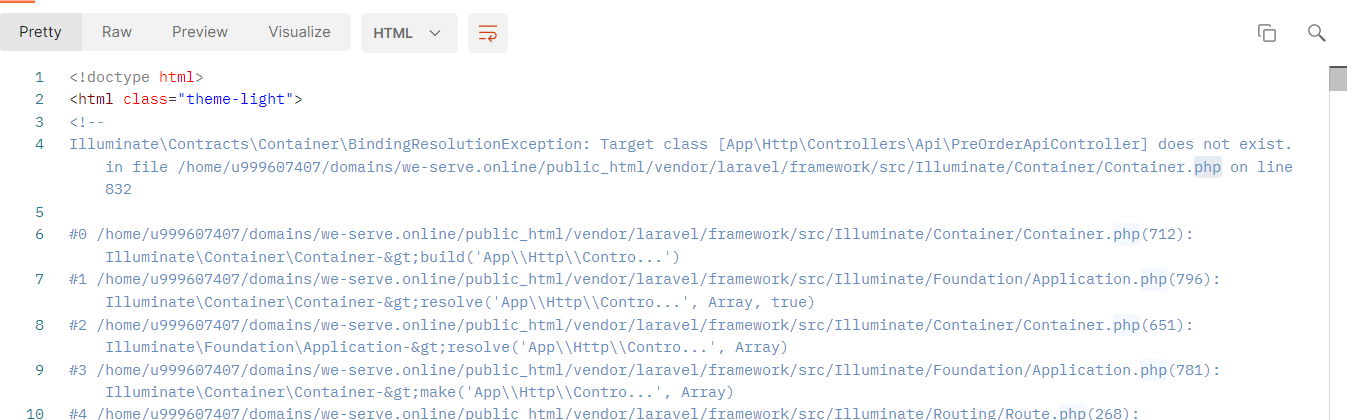 Pretty Raw Preview Visualize HTML
1 <!doctype html>
2 <html class="theme-light">
3 <!--
4 Illuminate\Contracts\Container\BindingResolutionException: Target class [App\Http\Controllers\Api\PreOrderApiController] does not exist.
in file /home/u999607407/domains/we-serve.online/public_html/vendor/laravel/framework/src/Illuminate/Container/Container.php on line
832
5
6 #0 /home/u999607407/domains/we-serve.online/public_html/vendor/laravel/framework/src/Illuminate/Container/Container.php(712):
Illuminate\Container\Container-&gt;build('App\\Http\\Contro...')
7 #1 /home/u999607407/domains/we-serve.online/public_html/vendor/laravel/framework/src/Illuminate/Foundation/Application.php(796):
Illuminate\Container\Container-&gt;resolve('App\\Http\\Contro...', Array, true)
8 #2 /home/u999607407/domains/we-serve.online/public_html/vendor/laravel/framework/src/Illuminate/Container/Container.php(651):
Illuminate\Foundation\Application-&gt;resolve('App\\Http\\Contro...', Array)
9 #3 /home/u999607407/domains/we-serve.online/public_html/vendor/laravel/framework/src/Illuminate/Foundation/Application.php(781):
Illuminate\Container\Container-&gt;make('App\\Http\\Contro...', Array)
10 #4 /home/u999607407/domains/we-serve.online/public_html/vendor/laravel/framework/src/Illuminate/Routing/Route.php(268):